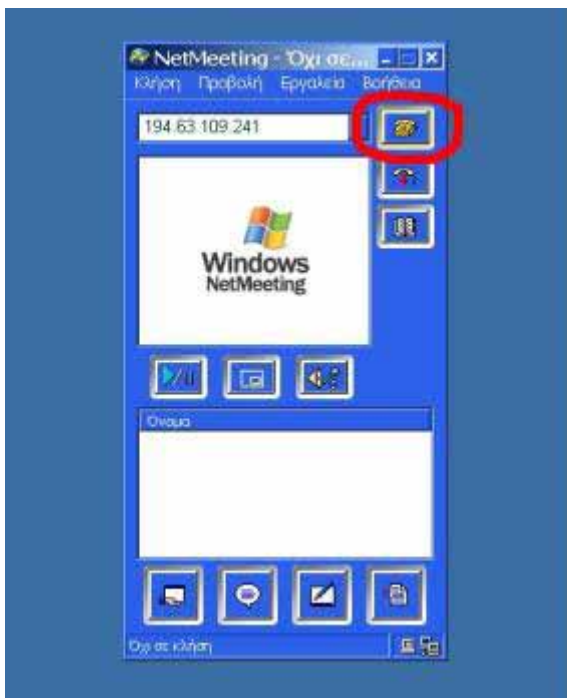 NetMeeting - Όχι σε...
Κλήση Προβολή Εργαλεία Βοήθεια
194.63.109.241
Windows
NetMeeting
Όνομα
Όχι σε κλήση